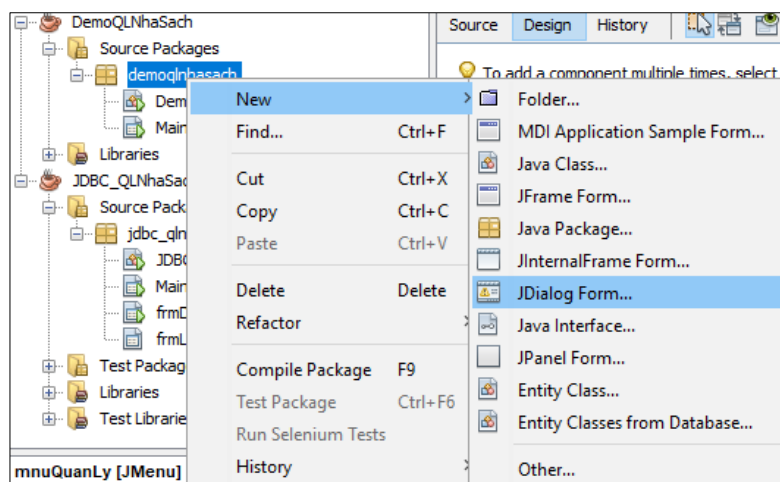 DemoQLNhaSach
Source Packages
demoqlnhasach
Dem
Main
Libraries
JDBC_QLNhaSac
Source Pack
jdbc_qln
JDBC
Main
frmD
frmL
Test Packag
Libraries
Test Librarie
mnuQuanLy [JMenu]
Source Design History
To add a component multiple times, select
New
Find... Ctrl+F
Cut Ctrl+X
Copy Ctrl+C
Paste Ctrl+V
Delete Delete
Refactor
Compile Package F9
Test Package Ctrl+F6
Run Selenium Tests
History
Folder...
MDI Application Sample Form...
Java Class...
JFrame Form...
Java Package...
JInternalFrame Form...
JDialog Form...
Java Interface...
JPanel Form...
Entity Class...
Entity Classes from Database...
Other...